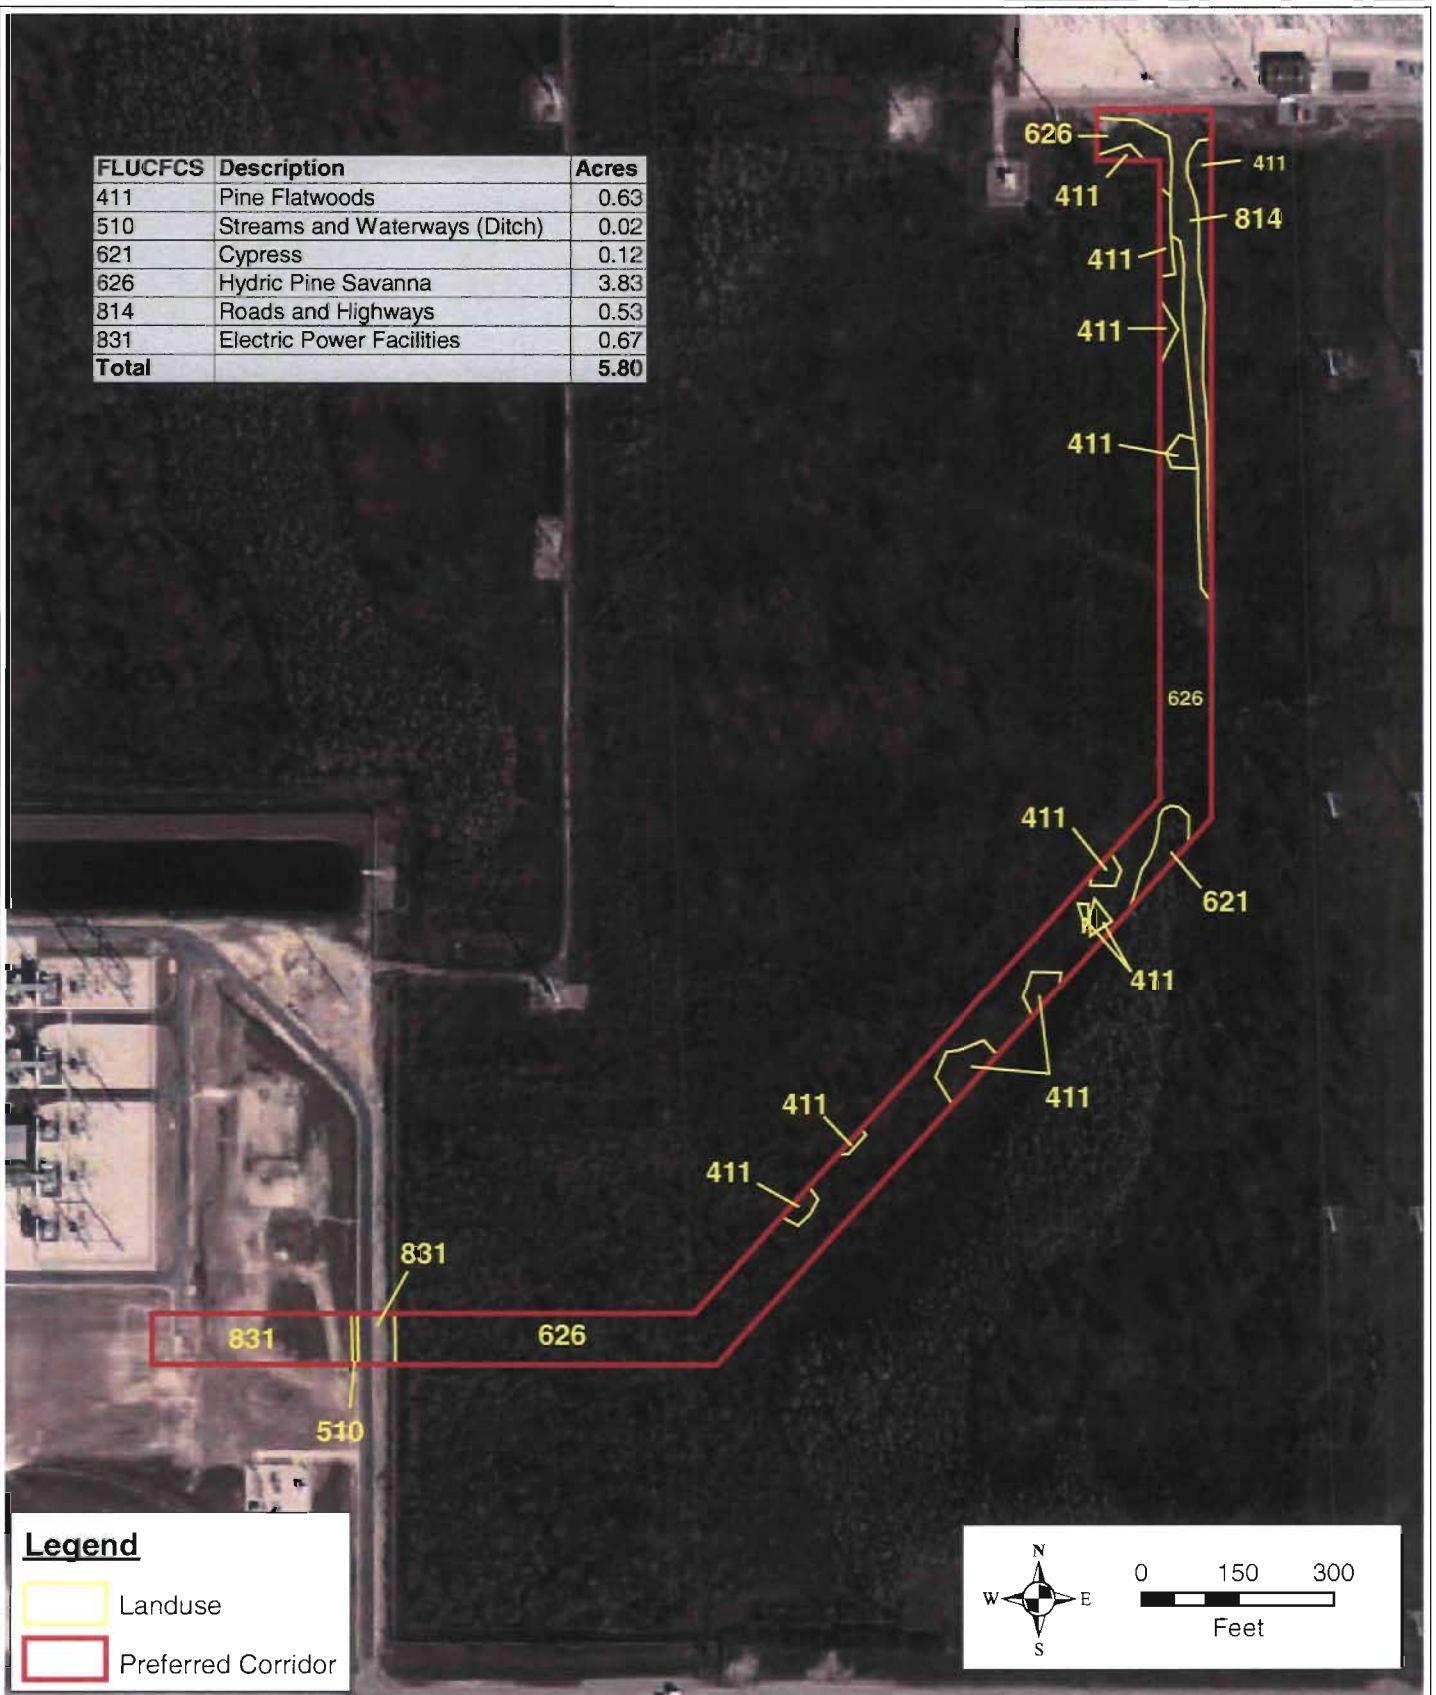 FLUCFCS Description Acres
411 Pine Flatwoods 0.63
510 Streams and Waterways (Ditch) 0.02
621 Cypress 0.12
626 Hydric Pine Savanna 3.83
814 Roads and Highways 0.53
831 Electric Power Facilities 0.67
Total 5.80
626
411
411
814
411
411
411
626
411
621
411
411
411
411
831
831
626
510
Legend
Landuse
Preferred Corridor
N
W E
S
0 150 300
Feet